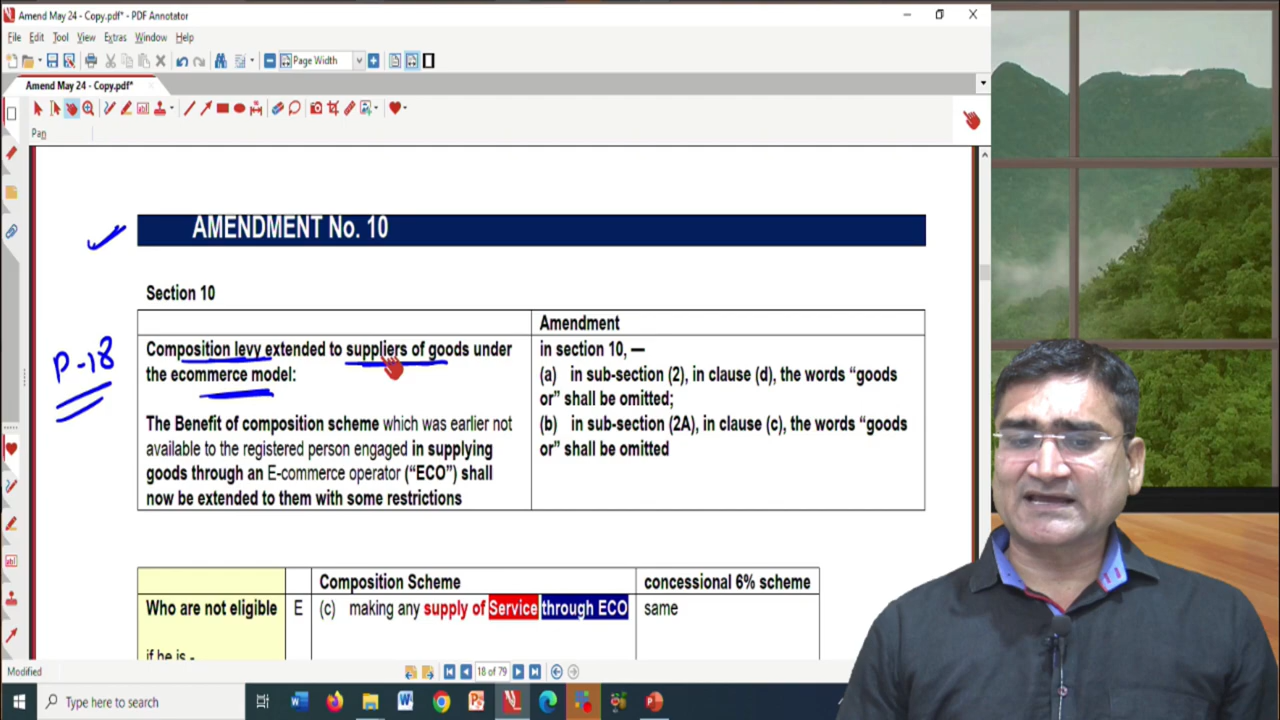 Amend May 24 - Copy.pdf* - PDF Annotator
File Edit Tool View Extras Window Help
Page Width
Amend May 24 - Copy.pdf*
Pan
AMENDMENT No. 10
Section 10
P-18
Amendment
Composition levy extended to suppliers of goods under
the ecommerce model:
The Benefit of composition scheme which was earlier not
available to the registered person engaged in supplying
goods through an E-commerce operator (“ECO”) shall
now be extended to them with some restrictions
in section 10, —
(a) in sub-section (2), in clause (d), the words “goods
or” shall be omitted;
(b) in sub-section (2A), in clause (c), the words “goods
or” shall be omitted
Composition Scheme concessional 6% scheme
Who are not eligible E (c) making any supply of Service through ECO same
if he is -
Modified 18 of 79
Type here to search